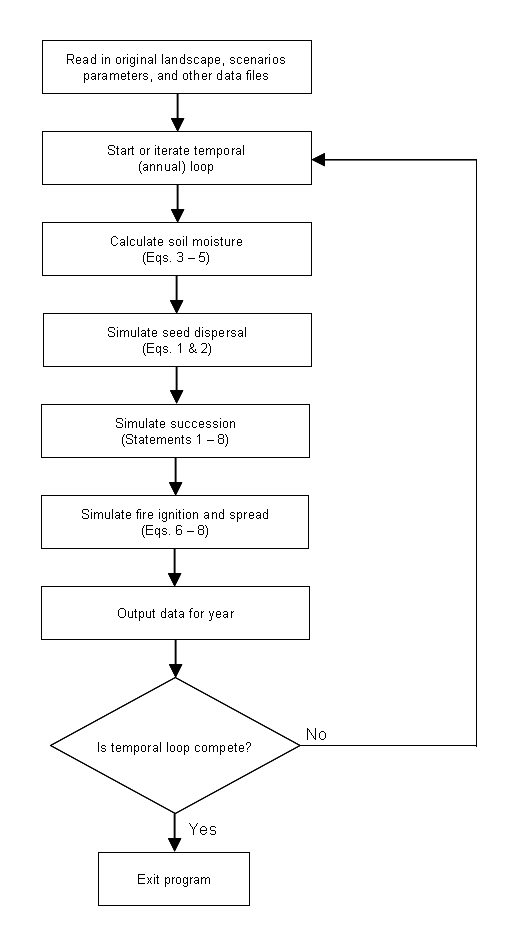 Read in original landscape, scenarios
parameters, and other data files
Start or iterate temporal
(annual) loop
Calculate soil moisture
(Eqs. 3 – 5)
Simulate seed dispersal
(Eqs. 1 & 2)
Simulate succession
(Statements 1 – 8)
Simulate fire ignition and spread
(Eqs. 6 – 8)
Output data for year
Is temporal loop compete?
No
Yes
Exit program